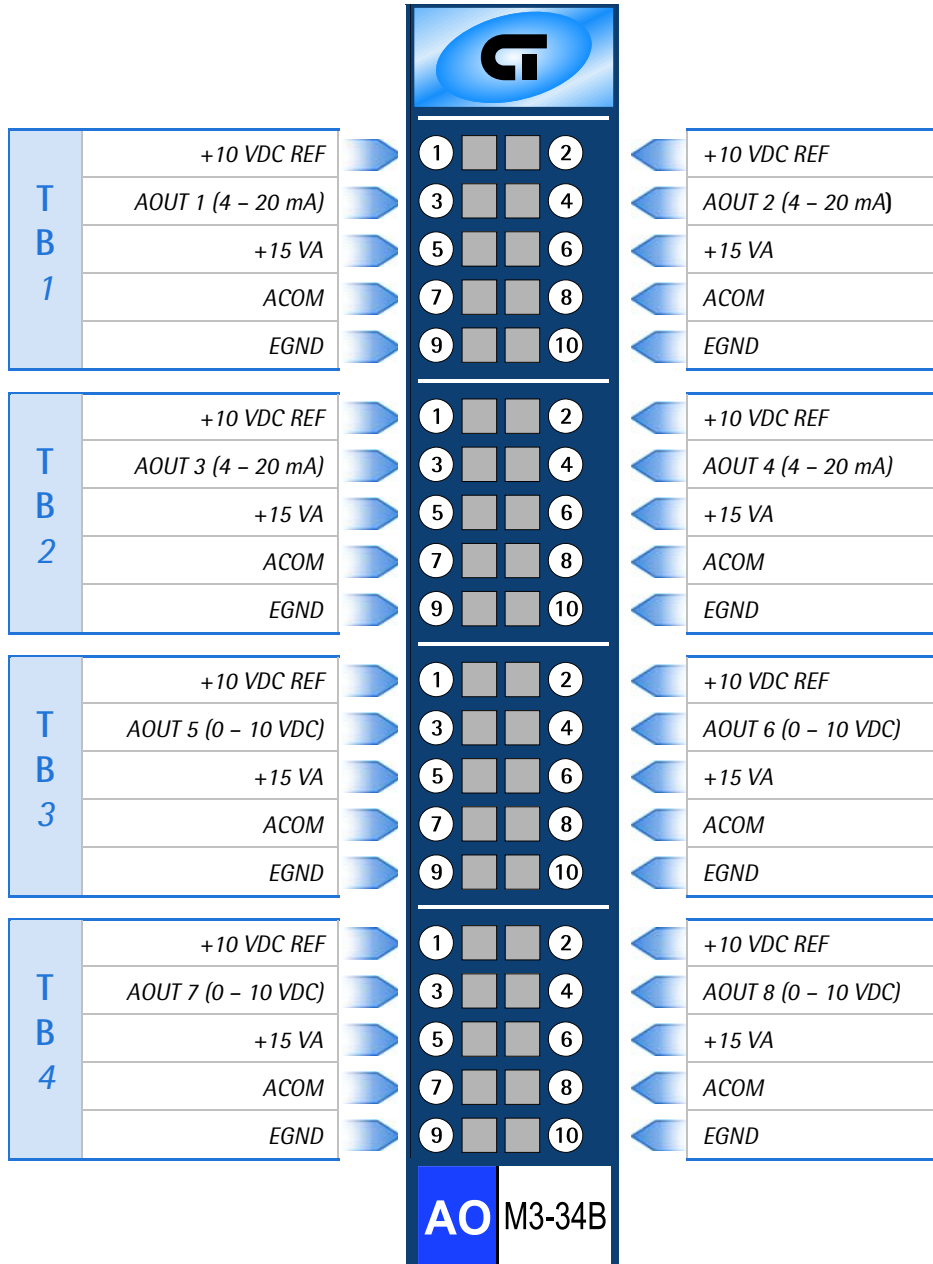 CT
TB1
+10 VDC REF 1 2 +10 VDC REF
AOUT 1 (4 – 20 mA) 3 4 AOUT 2 (4 – 20 mA)
+15 VA 5 6 +15 VA
ACOM 7 8 ACOM
EGND 9 10 EGND
TB2
+10 VDC REF 1 2 +10 VDC REF
AOUT 3 (4 – 20 mA) 3 4 AOUT 4 (4 – 20 mA)
+15 VA 5 6 +15 VA
ACOM 7 8 ACOM
EGND 9 10 EGND
TB3
+10 VDC REF 1 2 +10 VDC REF
AOUT 5 (0 – 10 VDC) 3 4 AOUT 6 (0 – 10 VDC)
+15 VA 5 6 +15 VA
ACOM 7 8 ACOM
EGND 9 10 EGND
TB4
+10 VDC REF 1 2 +10 VDC REF
AOUT 7 (0 – 10 VDC) 3 4 AOUT 8 (0 – 10 VDC)
+15 VA 5 6 +15 VA
ACOM 7 8 ACOM
EGND 9 10 EGND
AO M3-34B